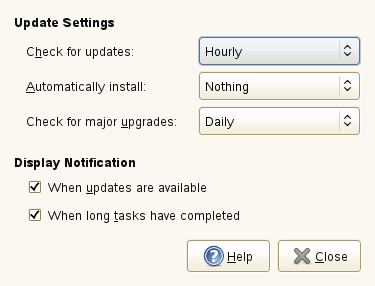 Update Settings
Check for updates: Hourly
Automatically install: Nothing
Check for major upgrades: Daily
Display Notification
When updates are available
When long tasks have completed
Help Close